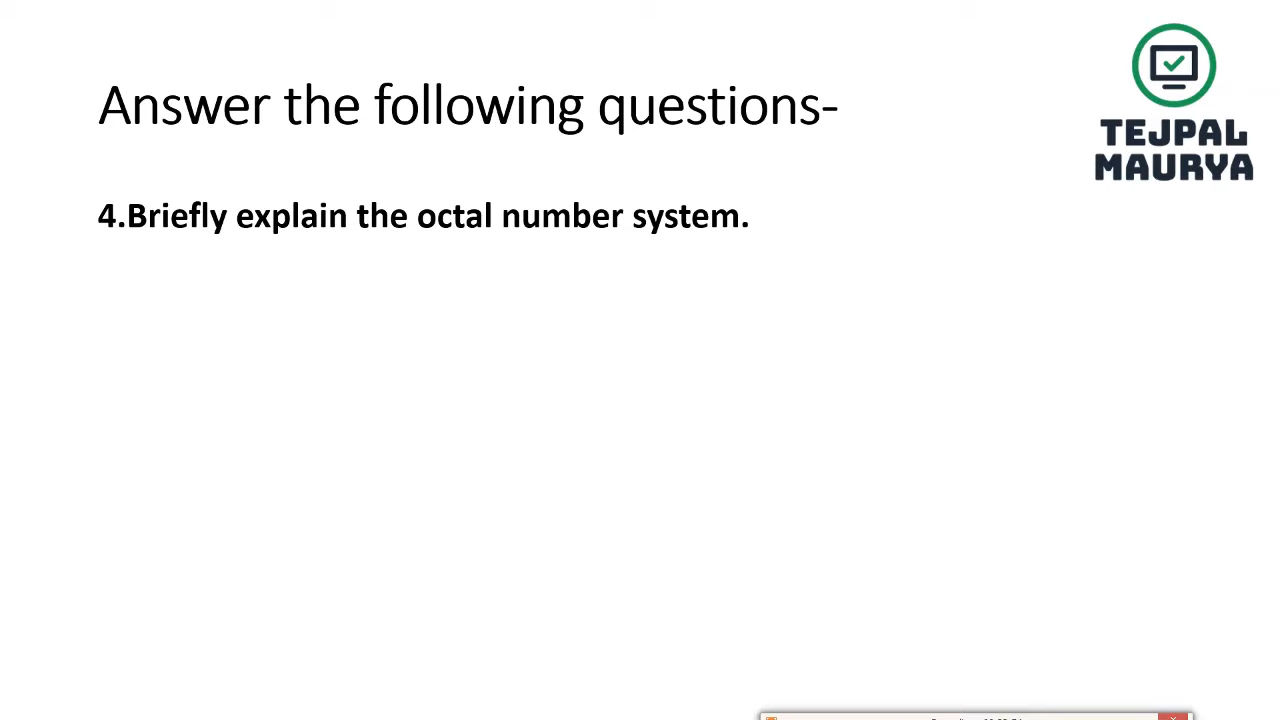 Answer the following questions-
TEJPAL
MAURYA
4.Briefly explain the octal number system.